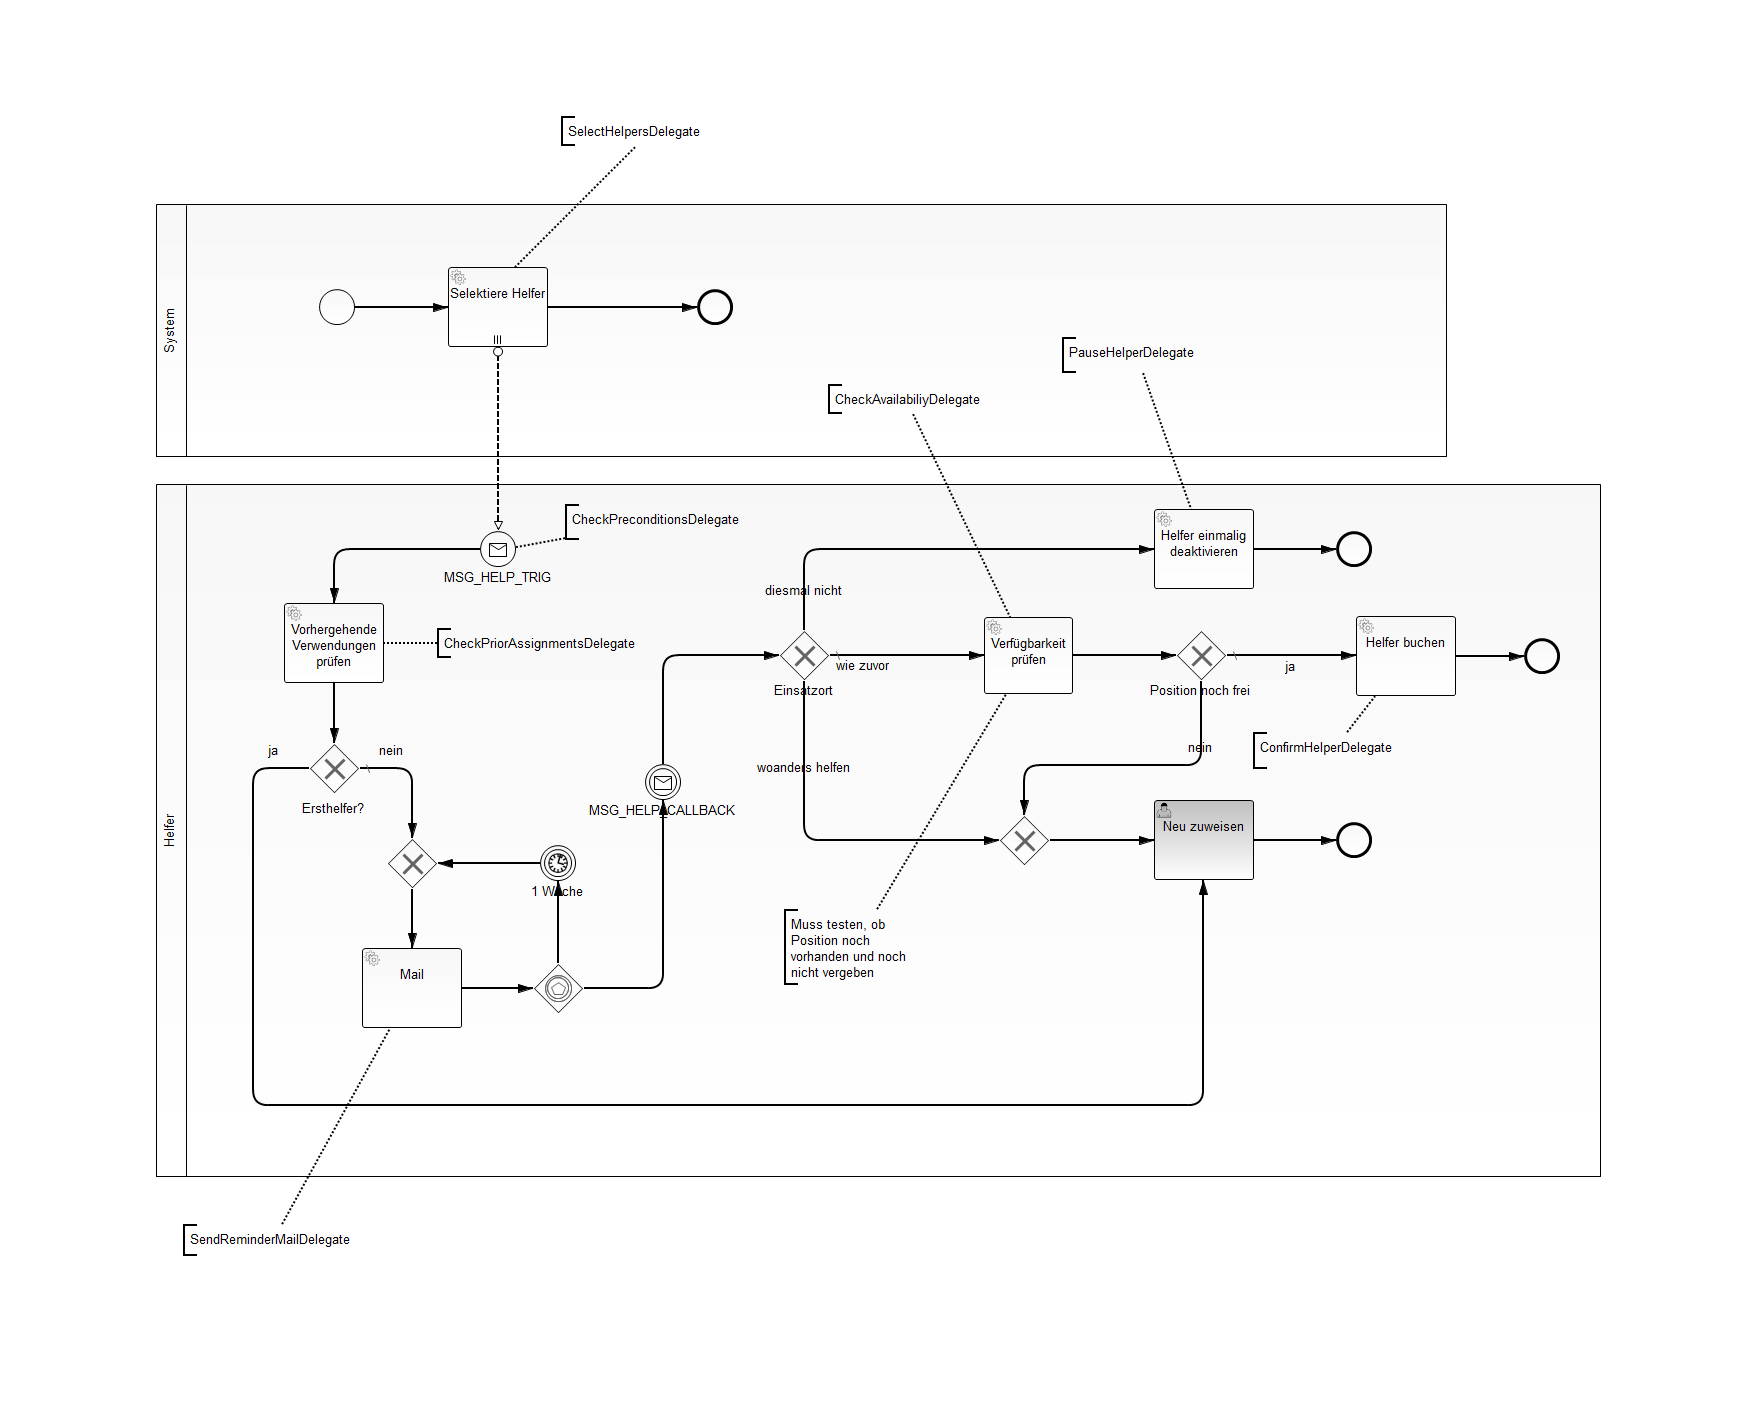 SelectHelpersDelegate
System
Selektiere Helfer
PauseHelperDelegate
CheckAvailabiliyDelegate
Helfer
CheckPreconditionsDelegate
MSG_HELP_TRIG
Helfer einmalig
deaktivieren
diesmal nicht
Vorhergehende
Verwendungen
prüfen
CheckPriorAssignmentsDelegate
Verfügbarkeit
prüfen
Helfer buchen
wie zuvor
ja
Einsatzort
Position noch frei
ja
nein
nein
ConfirmHelperDelegate
woanders helfen
Ersthelfer?
MSG_HELP_CALLBACK
Neu zuweisen
1 Woche
Muss testen, ob
Position noch
vorhanden und noch
nicht vergeben
Mail
SendReminderMailDelegate